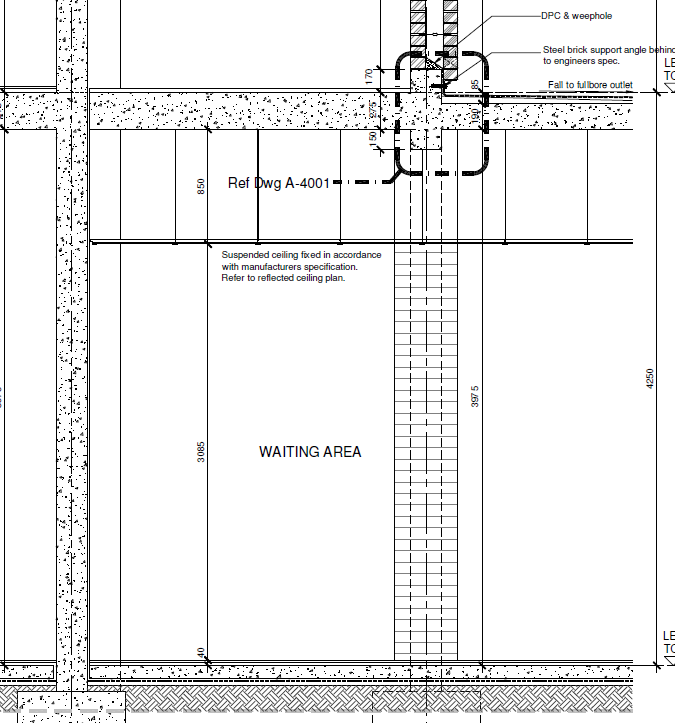 DPC & weephole
Steel brick support angle behind
to engineers spec.
LE
TO
170
85
Fall to fullbore outlet
275
190
150
850
Ref Dwg A-4001
Suspended ceiling fixed in accordance
with manufacturers specification.
Refer to reflected ceiling plan.
4250
3975
3085
WAITING AREA
40
LE
TO